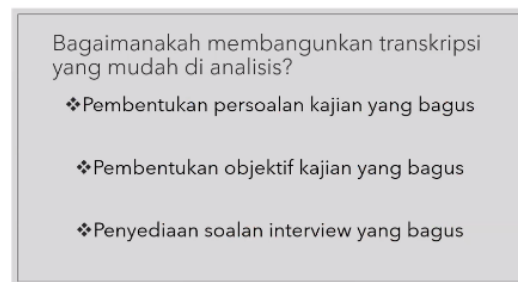 Bagaimanakah membangunkan transkripsi
yang mudah di analisis?
❖Pembentukan persoalan kajian yang bagus
❖Pembentukan objektif kajian yang bagus
❖Penyediaan soalan interview yang bagus